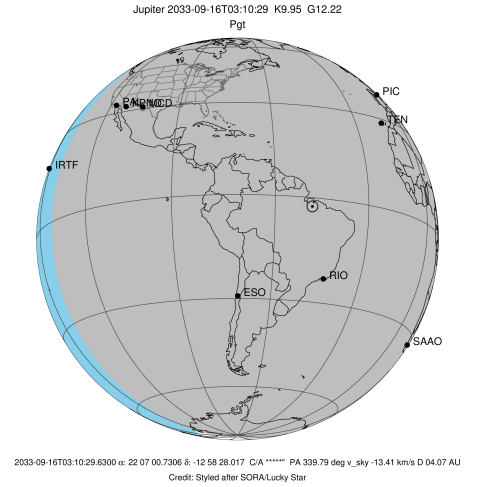 Jupiter 2033-09-16T03:10:29 K9.95 G12.22
Pgt
PIC
TEN
IRTF
RIO
ESO
SAAO
2033-09-16T03:10:29.6300 α: 22 07 00.7306 δ: -12 58 28.017 C/A *****" PA 339.79 deg v_sky -13.41 km/s D 04.07 AU
Credit: Styled after SORA/Lucky Star